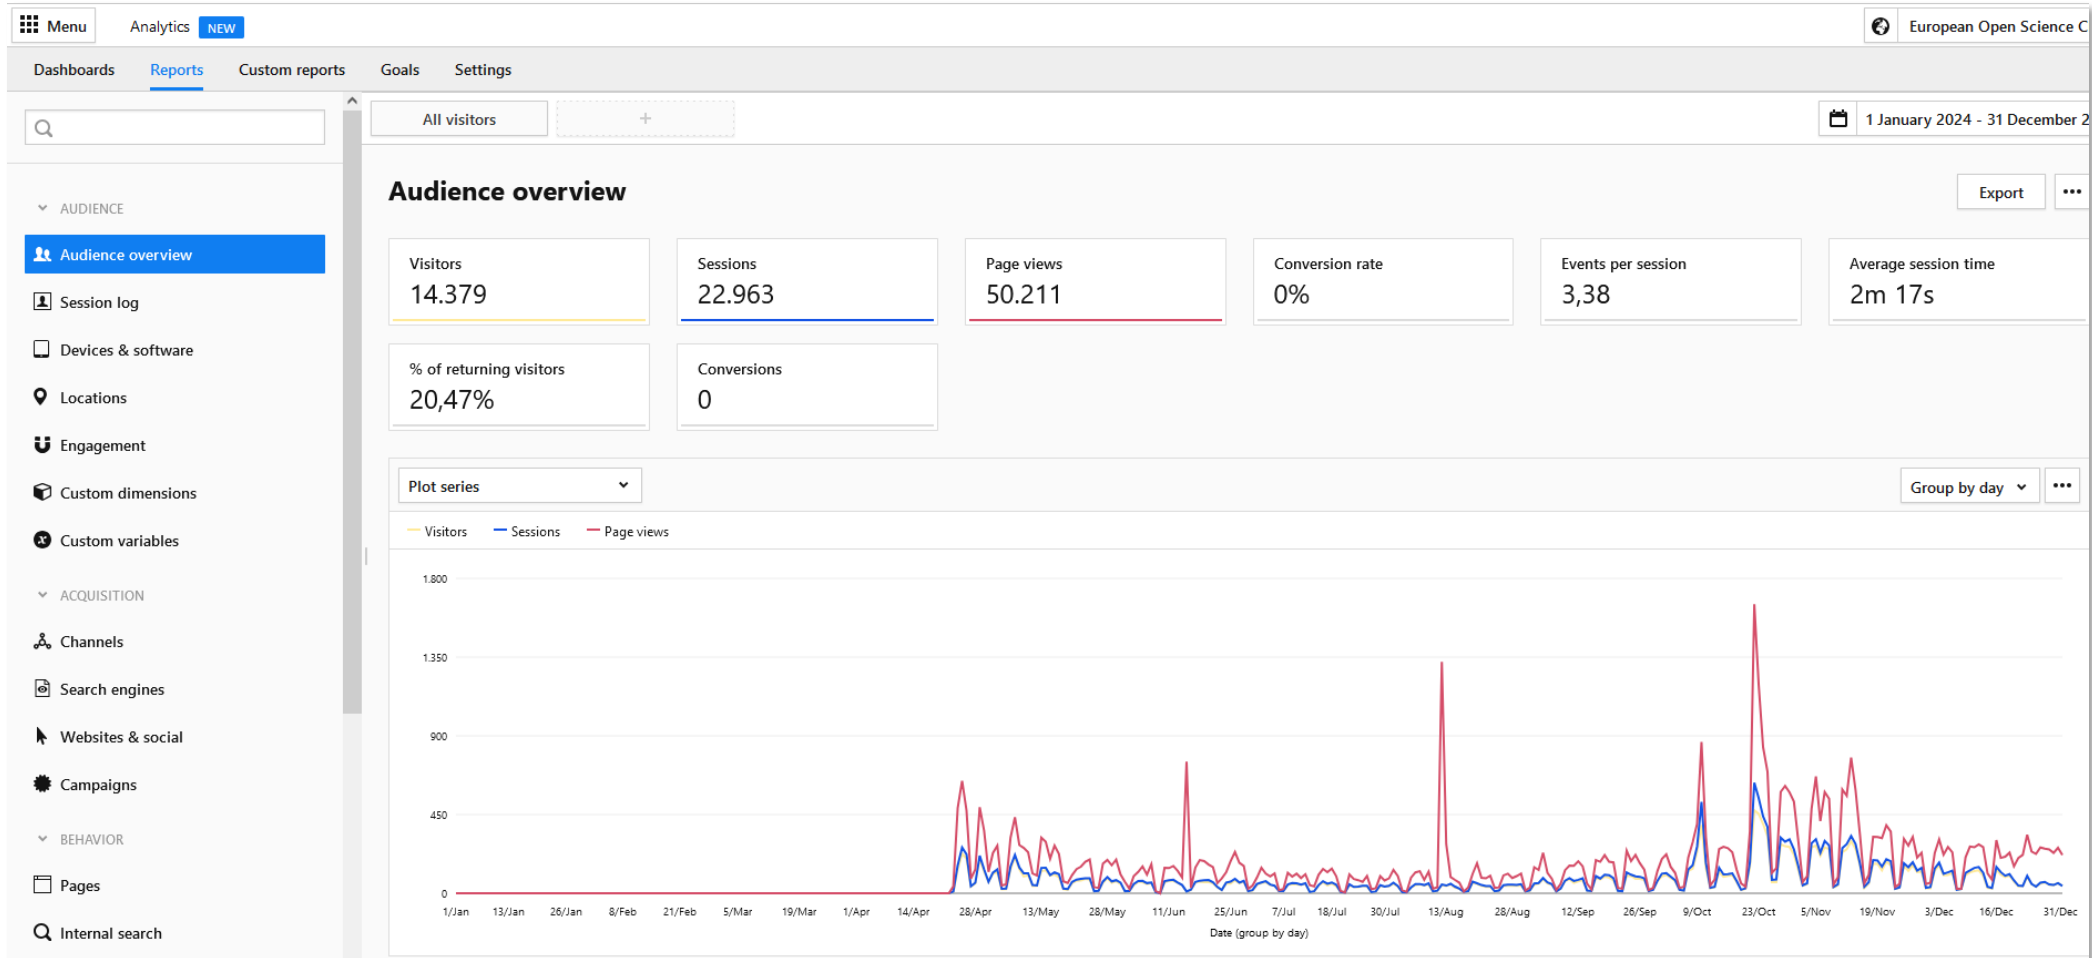 Menu
Analytics NEW
European Open Science C
Dashboards Reports Custom reports Goals Settings
All visitors
+
1 January 2024 - 31 December 2
AUDIENCE
Audience overview
Session log
Devices & software
Locations
Engagement
Custom dimensions
Custom variables
ACQUISITION
Channels
Search engines
Websites & social
Campaigns
BEHAVIOR
Pages
Internal search
Audience overview
Export
Visitors
14.379
Sessions
22.963
Page views
50.211
Conversion rate
0%
Events per session
3,38
Average session time
2m 17s
% of returning visitors
20,47%
Conversions
0
Plot series
Group by day
Visitors Sessions Page views
1.800
1.350
900
450
0
1/Jan 13/Jan 26/Jan 8/Feb 21/Feb 5/Mar 19/Mar 1/Apr 14/Apr 28/Apr 13/May 28/May 11/Jun 25/Jun 7/Jul 18/Jul 30/Jul 13/Aug 28/Aug 12/Sep 26/Sep 9/Oct 23/Oct 5/Nov 19/Nov 3/Dec 16/Dec 31/Dec
Date (group by day)